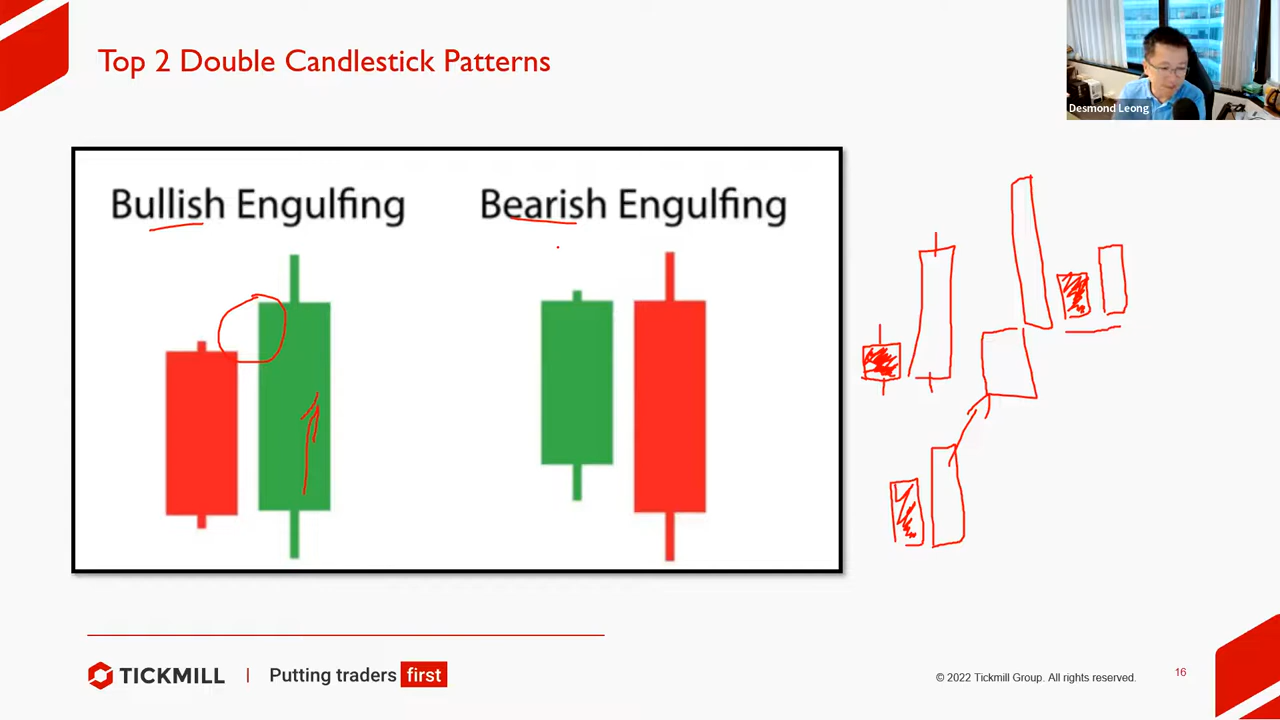 Top 2 Double Candlestick Patterns
Desmond Leong
Bullish Engulfing
Bearish Engulfing
TICKMILL | Putting traders first
© 2022 Tickmill Group. All rights reserved.
16